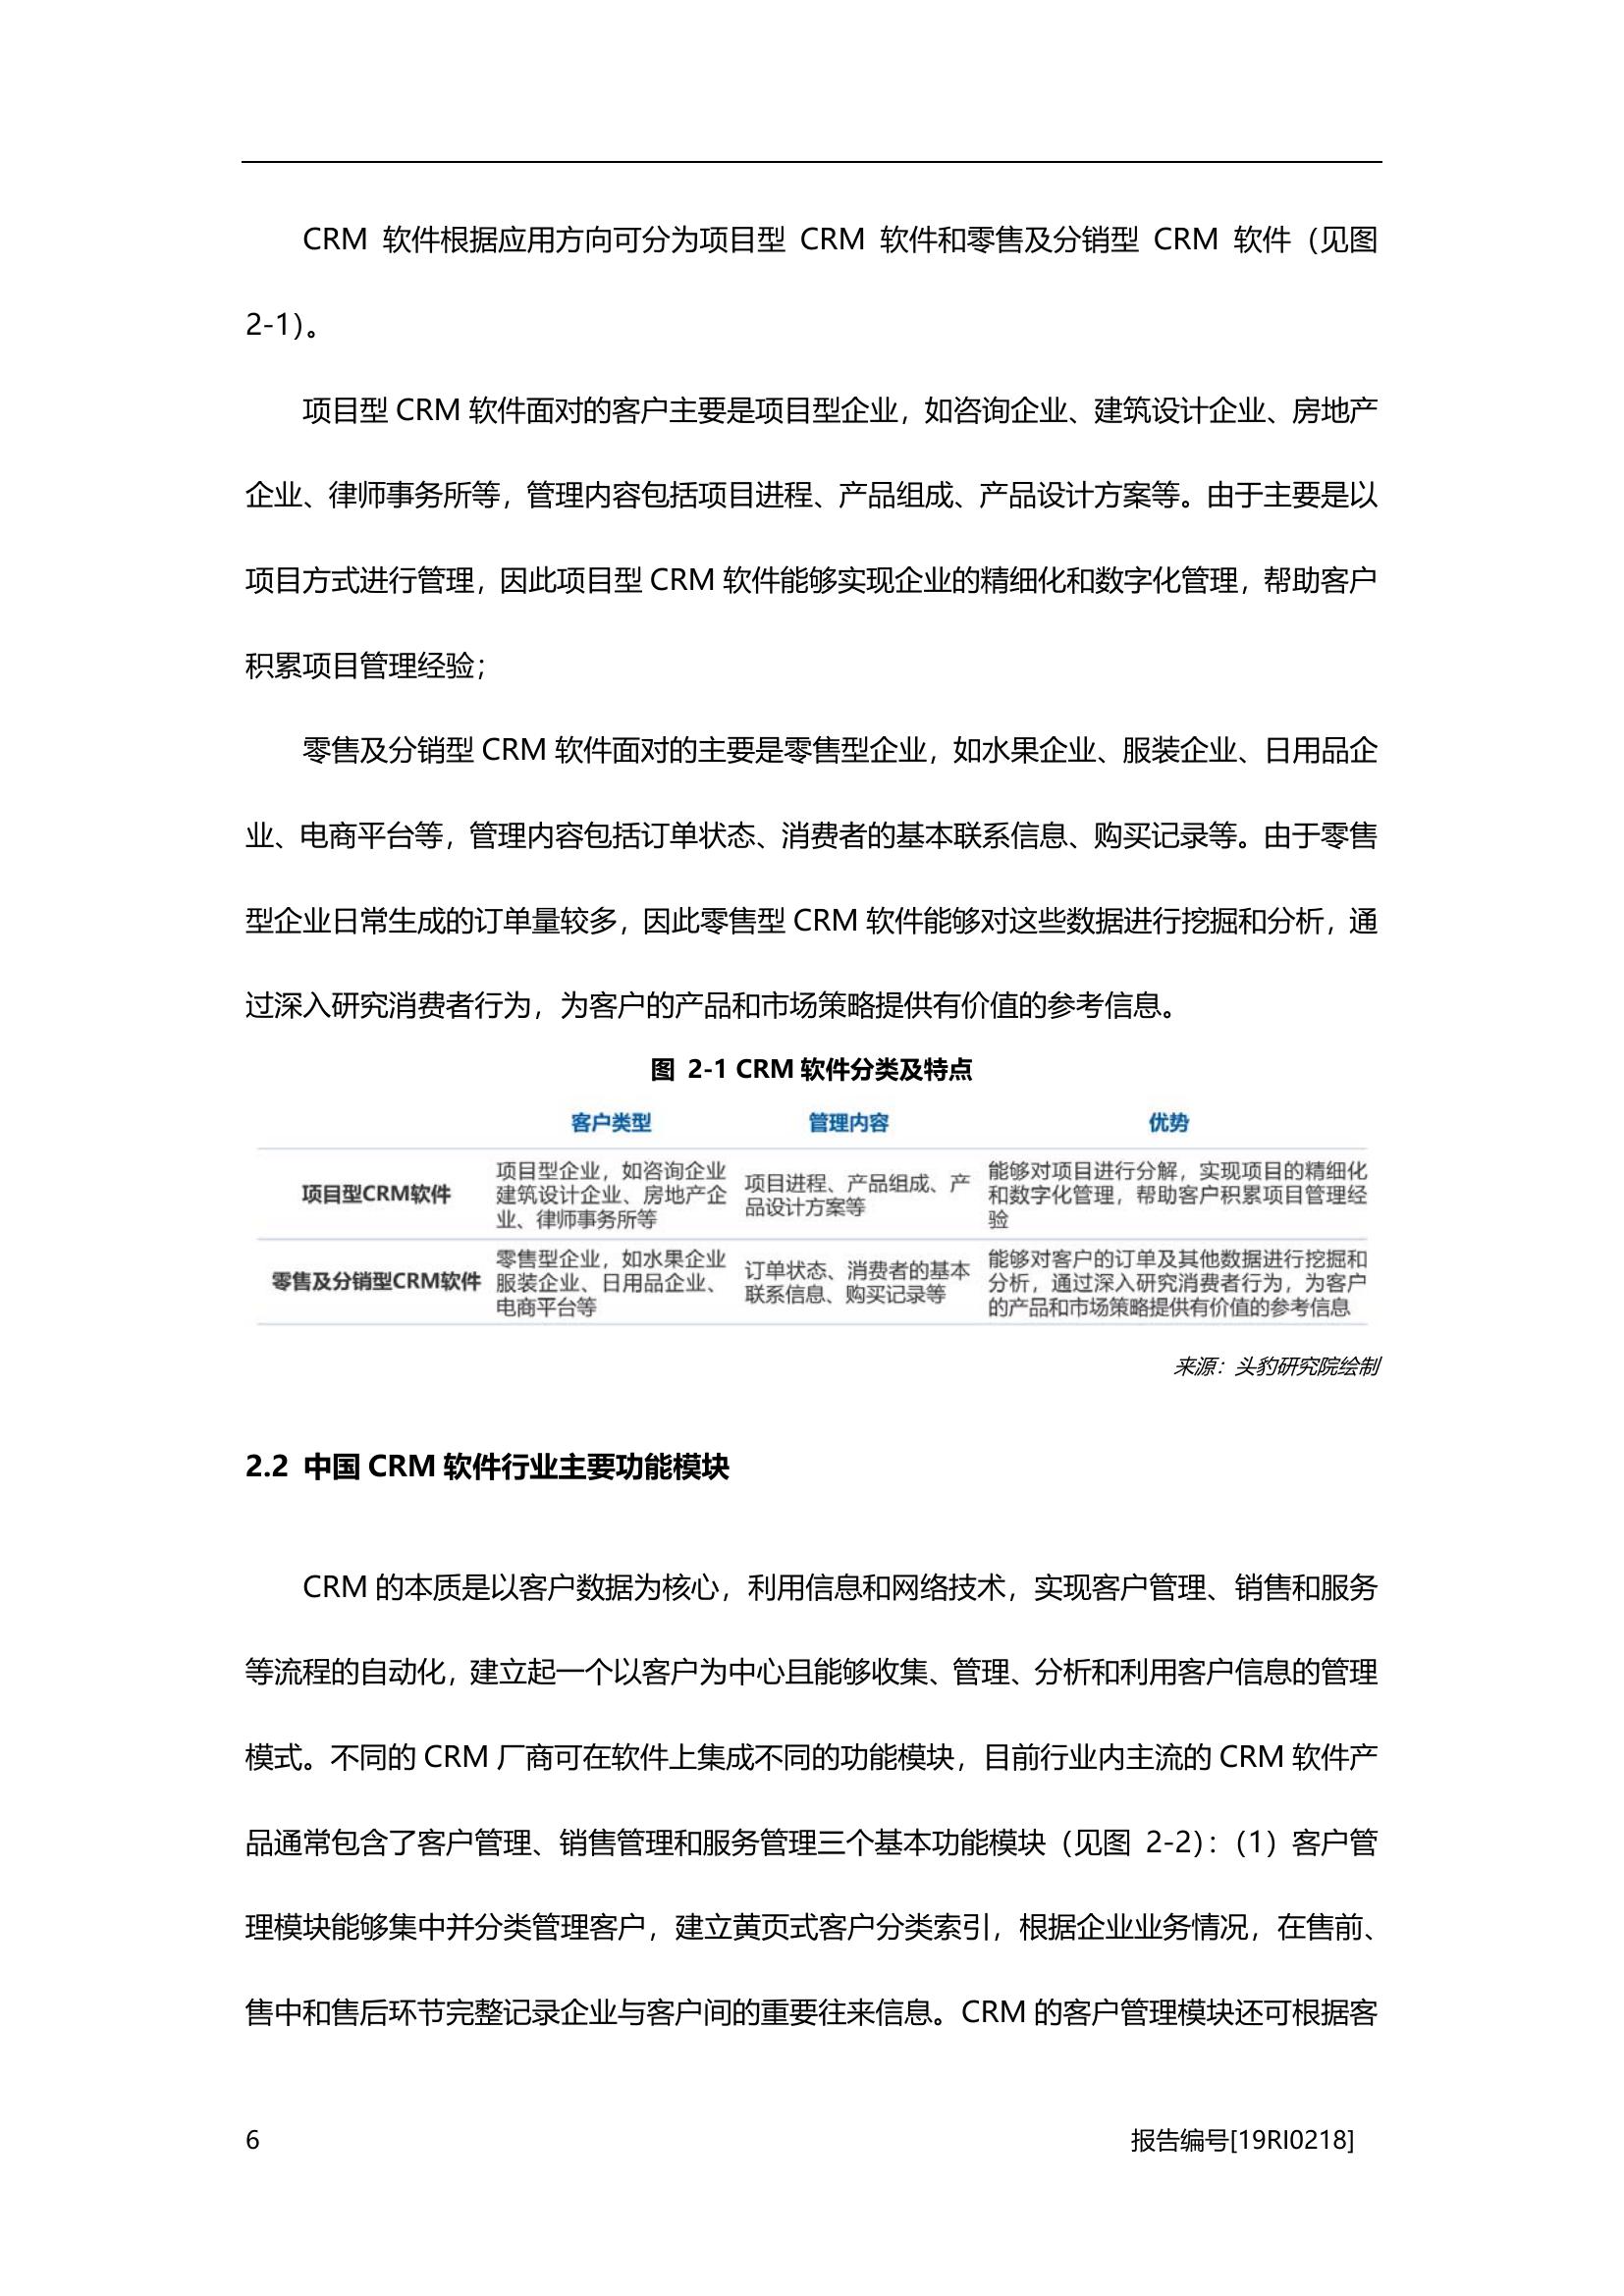 CRM 软件根据应用方向可分为项目型 CRM 软件和零售及分销型 CRM 软件（见图
2-1）。
项目型 CRM 软件面对的客户主要是项目型企业，如咨询企业、建筑设计企业、房地产
企业、律师事务所等，管理内容包括项目进程、产品组成、产品设计方案等。由于主要是以
项目方式进行管理，因此项目型 CRM 软件能够实现企业的精细化和数字化管理，帮助客户
积累项目管理经验；
零售及分销型 CRM 软件面对的主要是零售型企业，如水果企业、服装企业、日用品企
业、电商平台等，管理内容包括订单状态、消费者的基本联系信息、购买记录等。由于零售
型企业日常生成的订单量较多，因此零售型 CRM 软件能够对这些数据进行挖掘和分析，通
过深入研究消费者行为，为客户的产品和市场策略提供有价值的参考信息。
图 2-1 CRM 软件分类及特点
客户类型 管理内容 优势
项目型CRM软件
项目型企业，如咨询企业
建筑设计企业、房地产企
业、律师事务所等
项目进程、产品组成、产
品设计方案等
能够对项目进行分解，实现项目的精细化
和数字化管理，帮助客户积累项目管理经
验
零售及分销型CRM软件
零售型企业，如水果企业
服装企业、日用品企业、
电商平台等
订单状态、消费者的基本
联系信息、购买记录等
能够对客户的订单及其他数据进行挖掘和
分析，通过深入研究消费者行为，为客户
的产品和市场策略提供有价值的参考信息
来源：头豹研究院绘制
2.2 中国 CRM 软件行业主要功能模块
CRM 的本质是以客户数据为核心，利用信息和网络技术，实现客户管理、销售和服务
等流程的自动化，建立起一个以客户为中心且能够收集、管理、分析和利用客户信息的管理
模式。不同的 CRM 厂商可在软件上集成不同的功能模块，目前行业内主流的 CRM 软件产
品通常包含了客户管理、销售管理和服务管理三个基本功能模块（见图 2-2）：（1）客户管
理模块能够集中并分类管理客户，建立黄页式客户分类索引，根据企业业务情况，在售前、
售中和售后环节完整记录企业与客户间的重要往来信息。CRM 的客户管理模块还可根据客
6 报告编号[19RI0218]